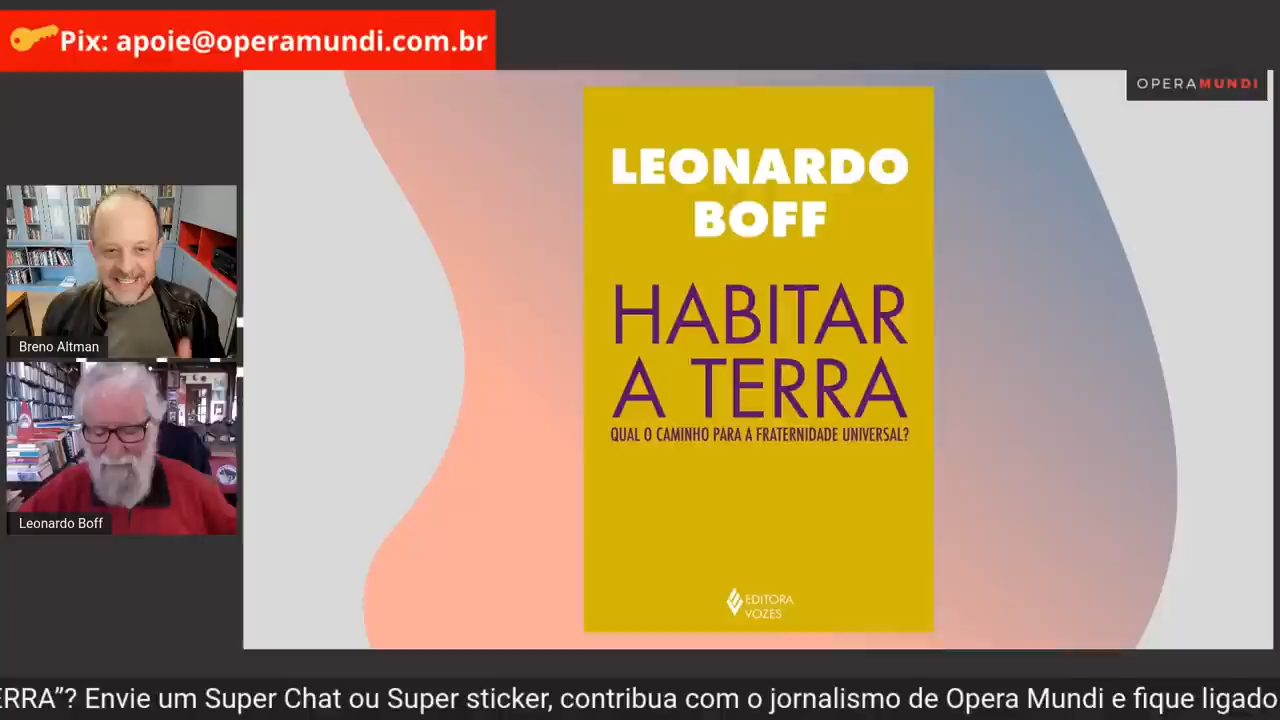 Pix: apoie@operamundi.com.br
OPERAMUNDI
LEONARDO
BOFF
HABITAR
A TERRA
QUAL O CAMINHO PARA A FRATERNIDADE UNIVERSAL?
EDITORA
VOZES
Breno Altman
Leonardo Boff
ERRA”? Envie um Super Chat ou Super sticker, contribua com o jornalismo de Opera Mundi e fique ligado